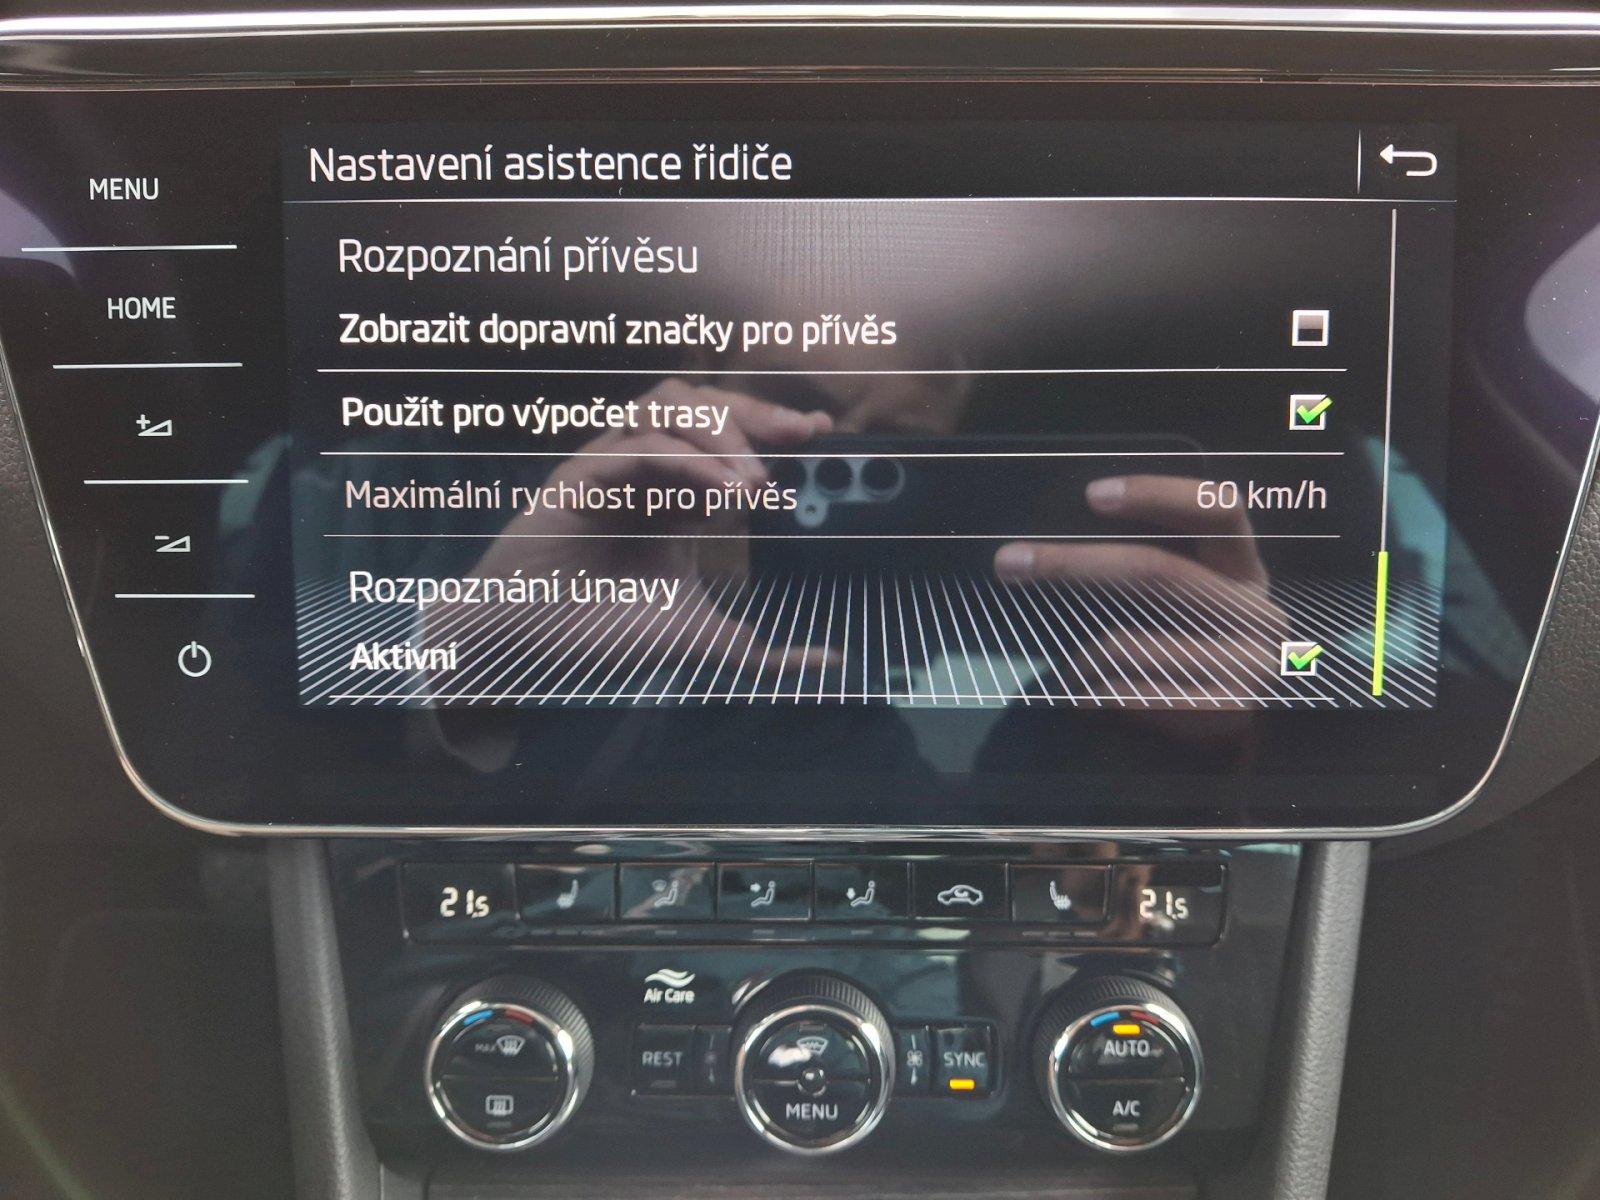 Nastavení asistence řidiče
MENU
HOME
Rozpoznání přívěsu
Zobrazit dopravní značky pro přívěs
Použít pro výpočet trasy
Maximální rychlost pro přívěs 60 km/h
Rozpoznání únavy
Aktivní
21.5 21.5
Air Care
MAX
REST
SYNC
AUTO
A/C
MENU